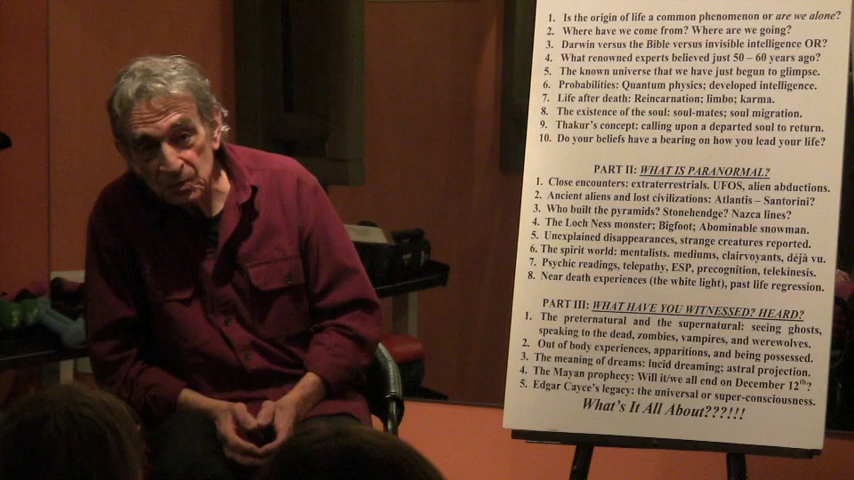 1. Is the origin of life a common phenomenon or are we alone?
2. Where have we come from? Where are we going?
3. Darwin versus the Bible versus invisible intelligence OR?
4. What renowned experts believed just 50 – 60 years ago?
5. The known universe that we have just begun to glimpse.
6. Probabilities: Quantum physics; developed intelligence.
7. Life after death: Reincarnation; limbo; karma.
8. The existence of the soul: soul-mates; soul migration.
9. Thakur's concept: calling upon a departed soul to return.
10. Do your beliefs have a bearing on how you lead your life?
PART II: WHAT IS PARANORMAL?
1. Close encounters: extraterrestrials. UFOS, alien abductions.
2. Ancient aliens and lost civilizations: Atlantis – Santorini?
3. Who built the pyramids? Stonehendge? Nazca lines?
4. The Loch Ness monster; Bigfoot; Abominable snowman.
5. Unexplained disappearances, strange creatures reported.
6. The spirit world: mentalists. mediums, clairvoyants, déjà vu.
7. Psychic readings, telepathy, ESP, precognition, telekinesis.
8. Near death experiences (the white light), past life regression.
PART III: WHAT HAVE YOU WITNESSED? HEARD?
1. The preternatural and the supernatural: seeing ghosts,
speaking to the dead, zombies, vampires, and werewolves.
2. Out of body experiences, apparitions, and being possessed.
3. The meaning of dreams: lucid dreaming; astral projection.
4. The Mayan prophecy: Will it/we all end on December 12th?
5. Edgar Cayce's legacy: the universal or super-consciousness.
What's It All About???!!!